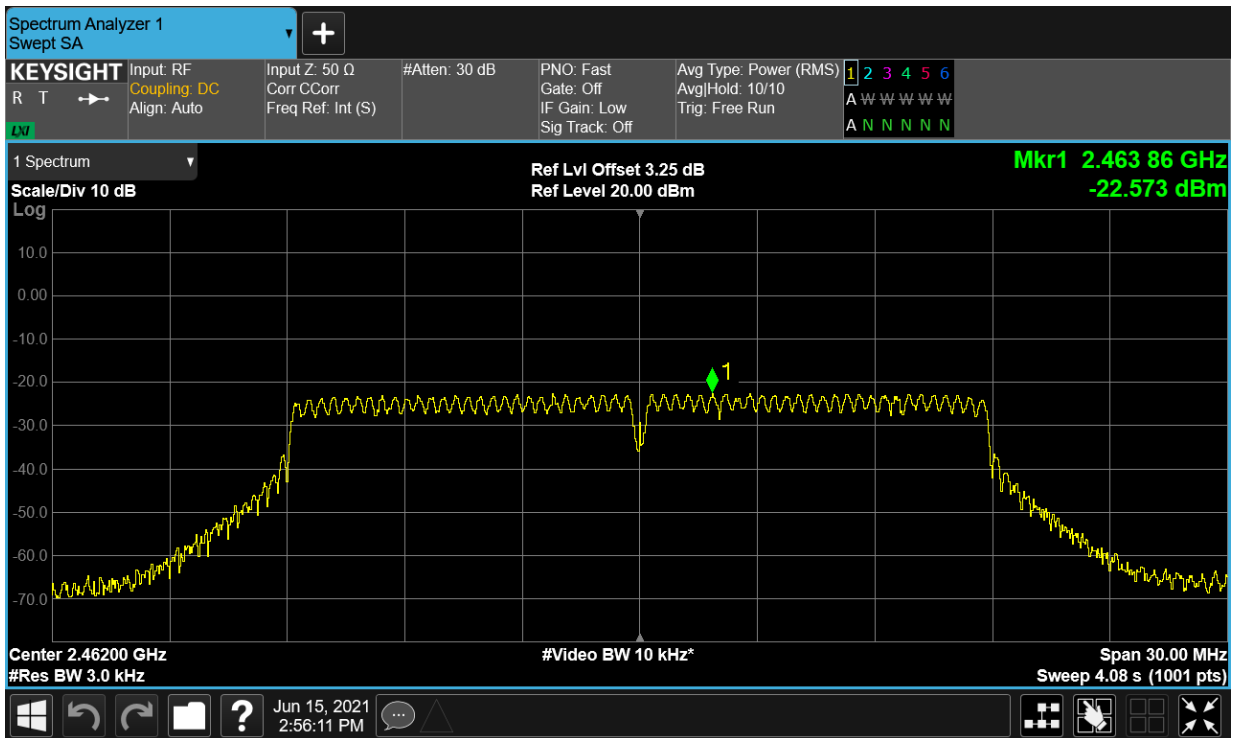 Spectrum Analyzer 1
Swept SA
KEYSIGHT
R T
LXI
Input: RF
Coupling: DC
Align: Auto
Input Z: 50 Ω
Corr CCorr
Freq Ref: Int (S)
#Atten: 30 dB
PNO: Fast
Gate: Off
IF Gain: Low
Sig Track: Off
Avg Type: Power (RMS)
Avg|Hold: 10/10
Trig: Free Run
1 2 3 4 5 6
A W W W W W
A N N N N N
1 Spectrum
Scale/Div 10 dB
Log
Ref Lvl Offset 3.25 dB
Ref Level 20.00 dBm
Mkr1 2.463 86 GHz
-22.573 dBm
10.0
0.00
-10.0
-20.0
-30.0
-40.0
-50.0
-60.0
-70.0
1
Center 2.46200 GHz
#Res BW 3.0 kHz
#Video BW 10 kHz*
Span 30.00 MHz
Sweep 4.08 s (1001 pts)
?
Jun 15, 2021
2:56:11 PM